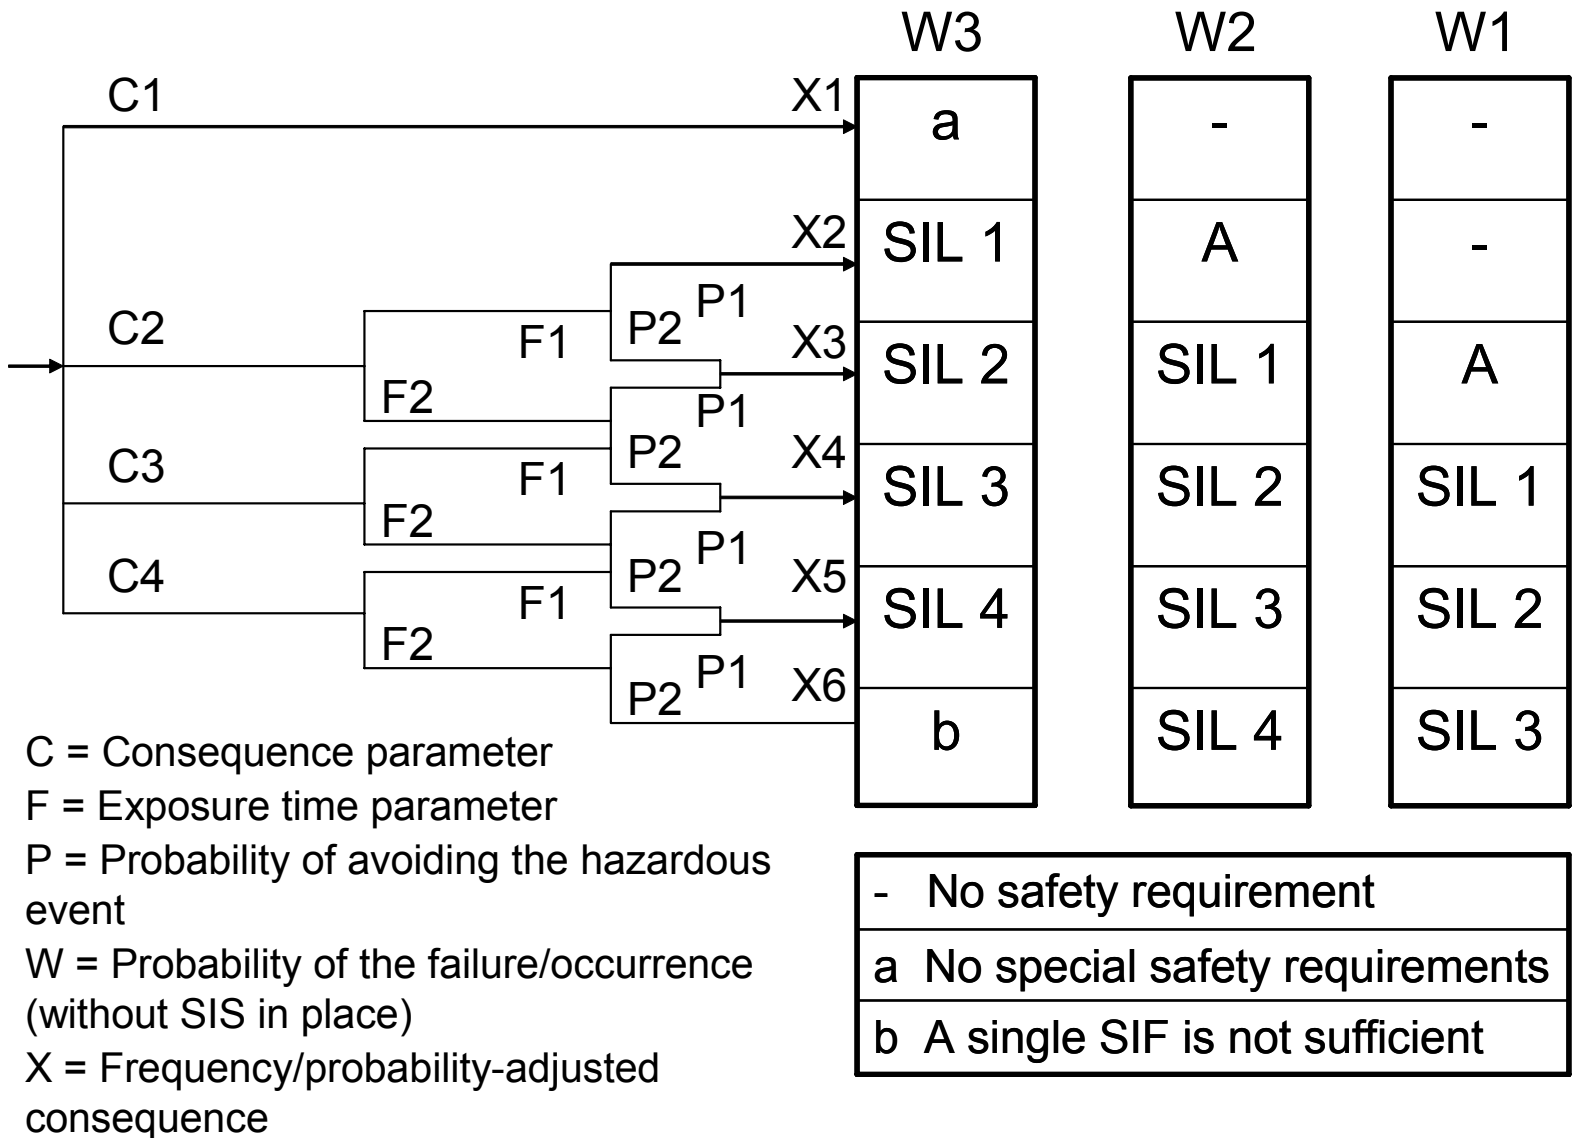 W3 W2 W1
C1 X1 a - -
X2 SIL 1 A -
P1
C2 F1 P2 X3 SIL 2 SIL 1 A
F2 P1
C3 F1 P2 X4 SIL 3 SIL 2 SIL 1
F2 P1
C4 F1 P2 X5 SIL 4 SIL 3 SIL 2
F2 P1
P2 X6 b SIL 4 SIL 3
C = Consequence parameter
F = Exposure time parameter
P = Probability of avoiding the hazardous
event
W = Probability of the failure/occurrence
(without SIS in place)
X = Frequency/probability-adjusted
consequence
- No safety requirement
a No special safety requirements
b A single SIF is not sufficient